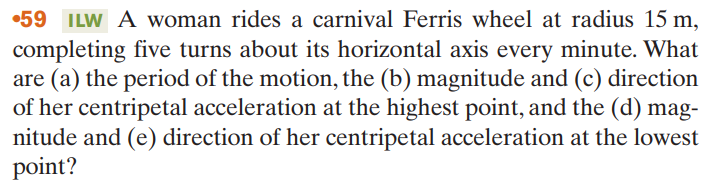 •59 ILW A woman rides a carnival Ferris wheel at radius 15 m,
completing five turns about its horizontal axis every minute. What
are (a) the period of the motion, the (b) magnitude and (c) direction
of her centripetal acceleration at the highest point, and the (d) mag-
nitude and (e) direction of her centripetal acceleration at the lowest
point?